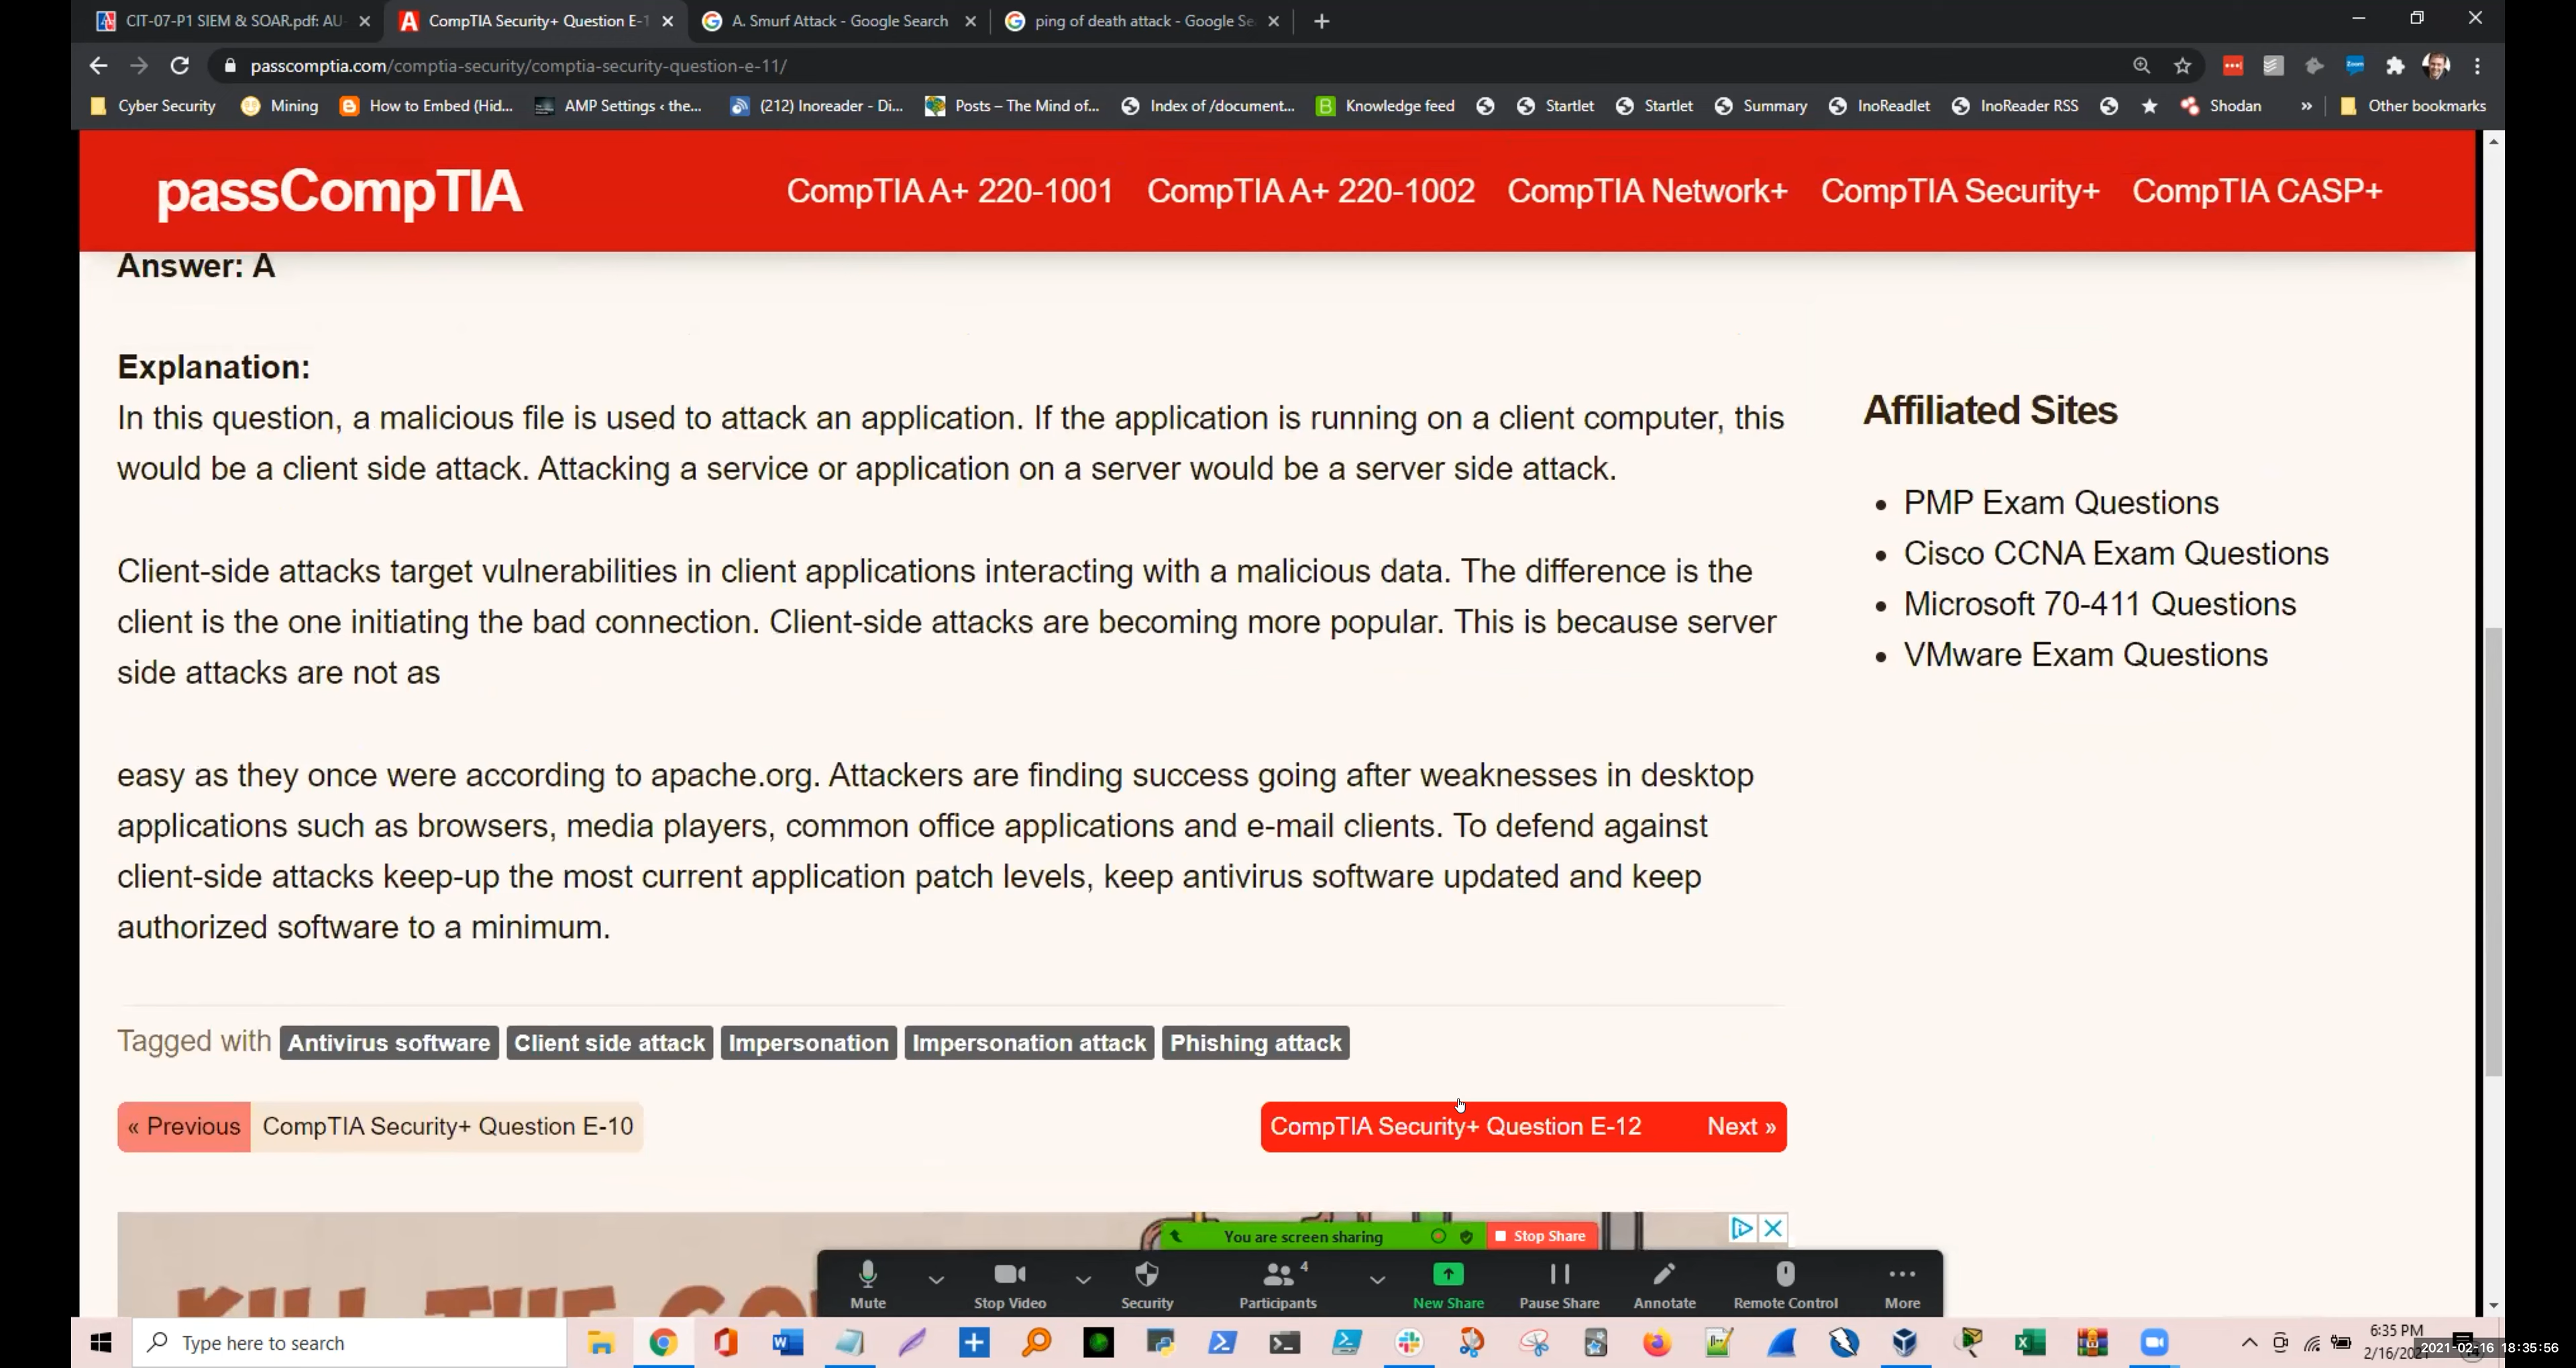 CIT-07-P1 SIEM & SOAR.pdf: AU
CompTIA Security+ Question E-1
A. Smurf Attack - Google Search
ping of death attack - Google Se
passcomptia.com/comptia-security/comptia-security-question-e-11/
Cyber Security
Mining
How to Embed (Hid...
AMP Settings ‹ the...
(212) Inoreader - Di...
Posts – The Mind of...
Index of /document...
Knowledge feed
Startlet
Startlet
Summary
InoReadlet
InoReader RSS
Shodan
»
Other bookmarks
passCompTIA
CompTIA A+ 220-1001
CompTIA A+ 220-1002
CompTIA Network+
CompTIA Security+
CompTIA CASP+
Answer: A
Explanation:
In this question, a malicious file is used to attack an application. If the application is running on a client computer, this
would be a client side attack. Attacking a service or application on a server would be a server side attack.
Client-side attacks target vulnerabilities in client applications interacting with a malicious data. The difference is the
client is the one initiating the bad connection. Client-side attacks are becoming more popular. This is because server
side attacks are not as
easy as they once were according to apache.org. Attackers are finding success going after weaknesses in desktop
applications such as browsers, media players, common office applications and e-mail clients. To defend against
client-side attacks keep-up the most current application patch levels, keep antivirus software updated and keep
authorized software to a minimum.
Affiliated Sites
PMP Exam Questions
Cisco CCNA Exam Questions
Microsoft 70-411 Questions
VMware Exam Questions
Tagged with Antivirus software Client side attack Impersonation Impersonation attack Phishing attack
« Previous CompTIA Security+ Question E-10
CompTIA Security+ Question E-12 Next »
You are screen sharing
Stop Share
KILL THE
Mute
Stop Video
Security
4
Participants
New Share
Pause Share
Annotate
Remote Control
More
Type here to search
6:35 PM
2/16/202
2021-02-16 18:35:56